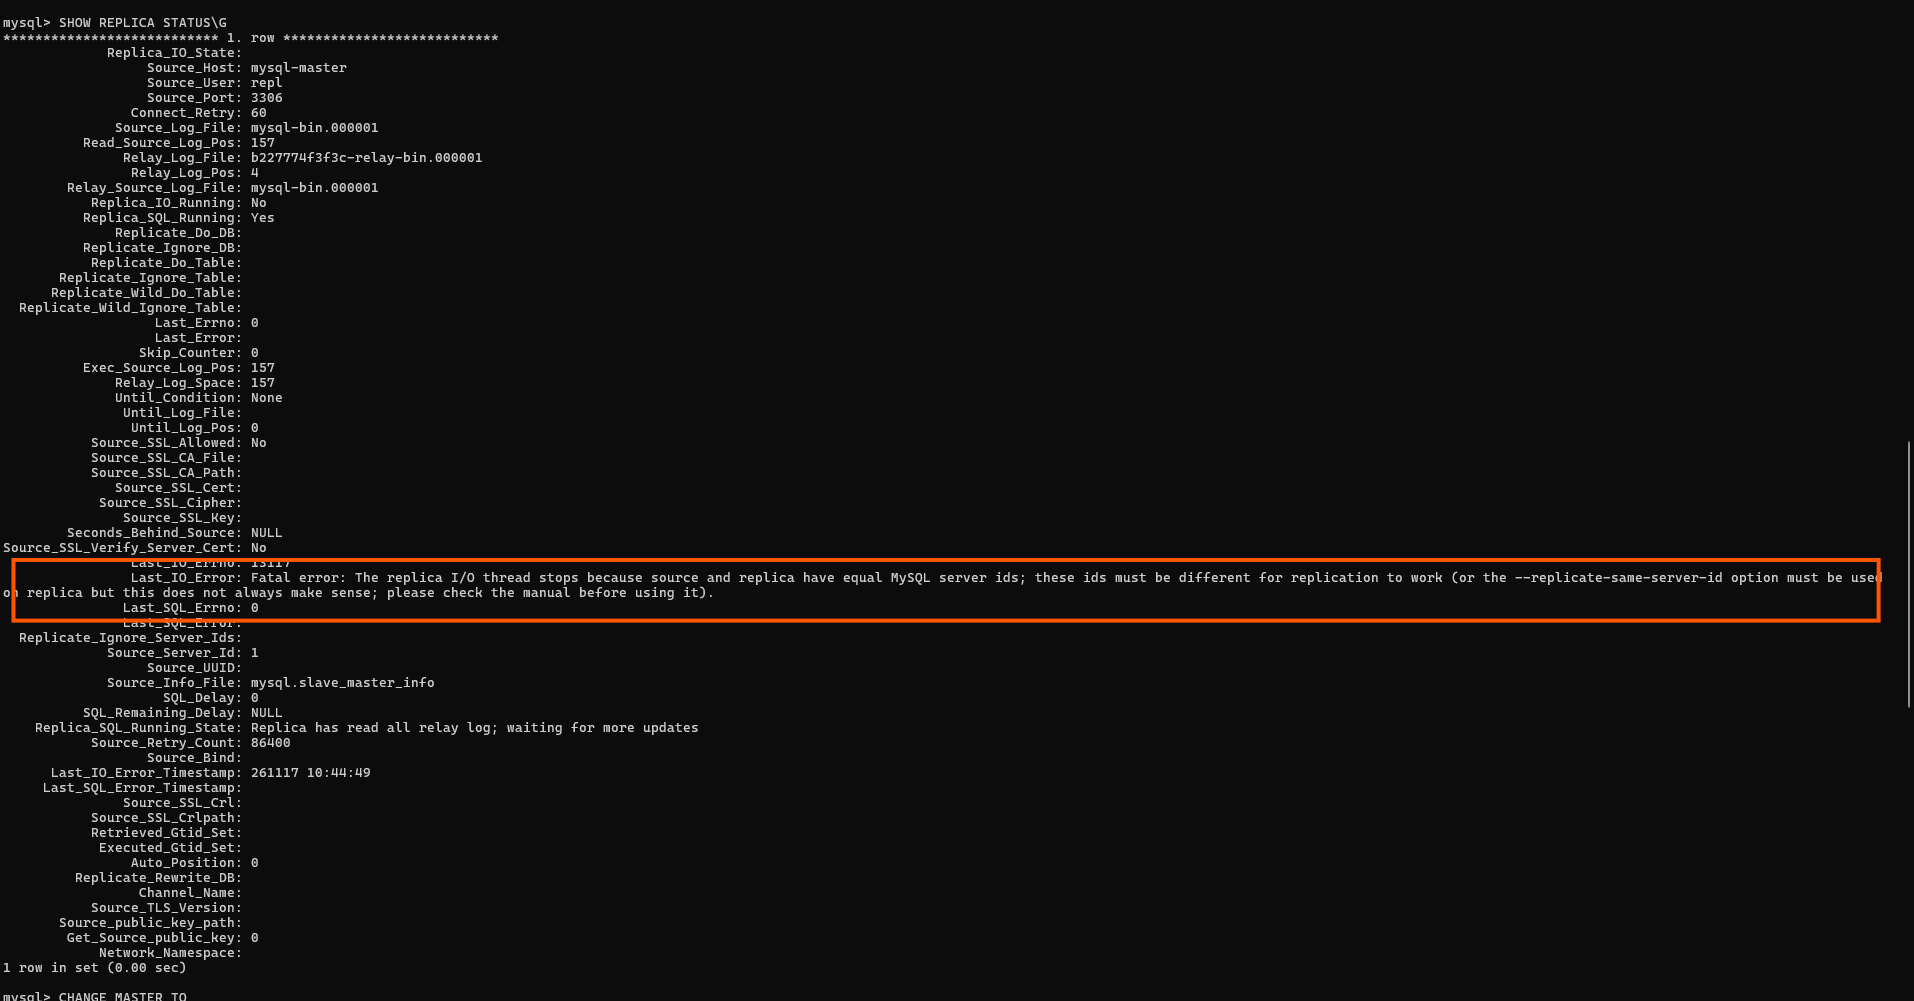 mysql> SHOW REPLICA STATUS\G
*************************** 1. row ***************************
Replica_IO_State:
Source_Host: mysql-master
Source_User: repl
Source_Port: 3306
Connect_Retry: 60
Source_Log_File: mysql-bin.000001
Read_Source_Log_Pos: 157
Relay_Log_File: b227774f3f3c-relay-bin.000001
Relay_Log_Pos: 4
Relay_Source_Log_File: mysql-bin.000001
Replica_IO_Running: No
Replica_SQL_Running: Yes
Replicate_Do_DB:
Replicate_Ignore_DB:
Replicate_Do_Table:
Replicate_Ignore_Table:
Replicate_Wild_Do_Table:
Replicate_Wild_Ignore_Table:
Last_Errno: 0
Last_Error:
Skip_Counter: 0
Exec_Source_Log_Pos: 157
Relay_Log_Space: 157
Until_Condition: None
Until_Log_File:
Until_Log_Pos: 0
Source_SSL_Allowed: No
Source_SSL_CA_File:
Source_SSL_CA_Path:
Source_SSL_Cert:
Source_SSL_Cipher:
Source_SSL_Key:
Seconds_Behind_Source: NULL
Source_SSL_Verify_Server_Cert: No
Last_IO_Errno: 13117
Last_IO_Error: Fatal error: The replica I/O thread stops because source and replica have equal MySQL server ids; these ids must be different for replication to work (or the --replicate-same-server-id option must be used
on replica but this does not always make sense; please check the manual before using it).
Last_SQL_Errno: 0
Last_SQL_Error:
Replicate_Ignore_Server_Ids:
Source_Server_Id: 1
Source_UUID:
Source_Info_File: mysql.slave_master_info
SQL_Delay: 0
SQL_Remaining_Delay: NULL
Replica_SQL_Running_State: Replica has read all relay log; waiting for more updates
Source_Retry_Count: 86400
Source_Bind:
Last_IO_Error_Timestamp: 261117 10:44:49
Last_SQL_Error_Timestamp:
Source_SSL_Crl:
Source_SSL_Crlpath:
Retrieved_Gtid_Set:
Executed_Gtid_Set:
Auto_Position: 0
Replicate_Rewrite_DB:
Channel_Name:
Source_TLS_Version:
Source_public_key_path:
Get_Source_public_key: 0
Network_Namespace:
1 row in set (0.00 sec)
mysql> CHANGE MASTER TO